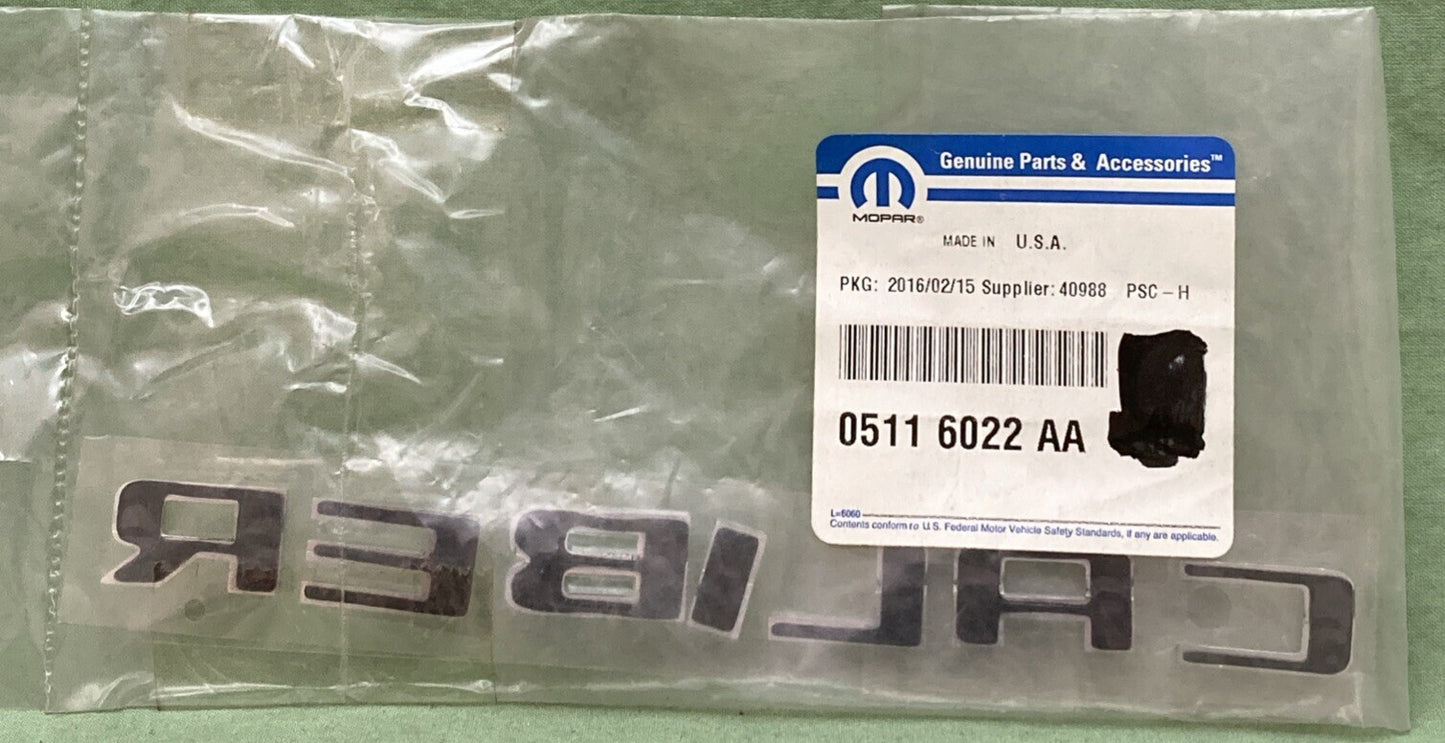 Genuine Parts & Accessories™
MOPAR®
MADE IN U.S.A.
PKG: 2016/02/15 Supplier: 40988 PSC-H
0511 6022 AA
L=6060
Contents conform to U.S. Federal Motor Vehicle Safety Standards, if any are applicable.
CALIBER